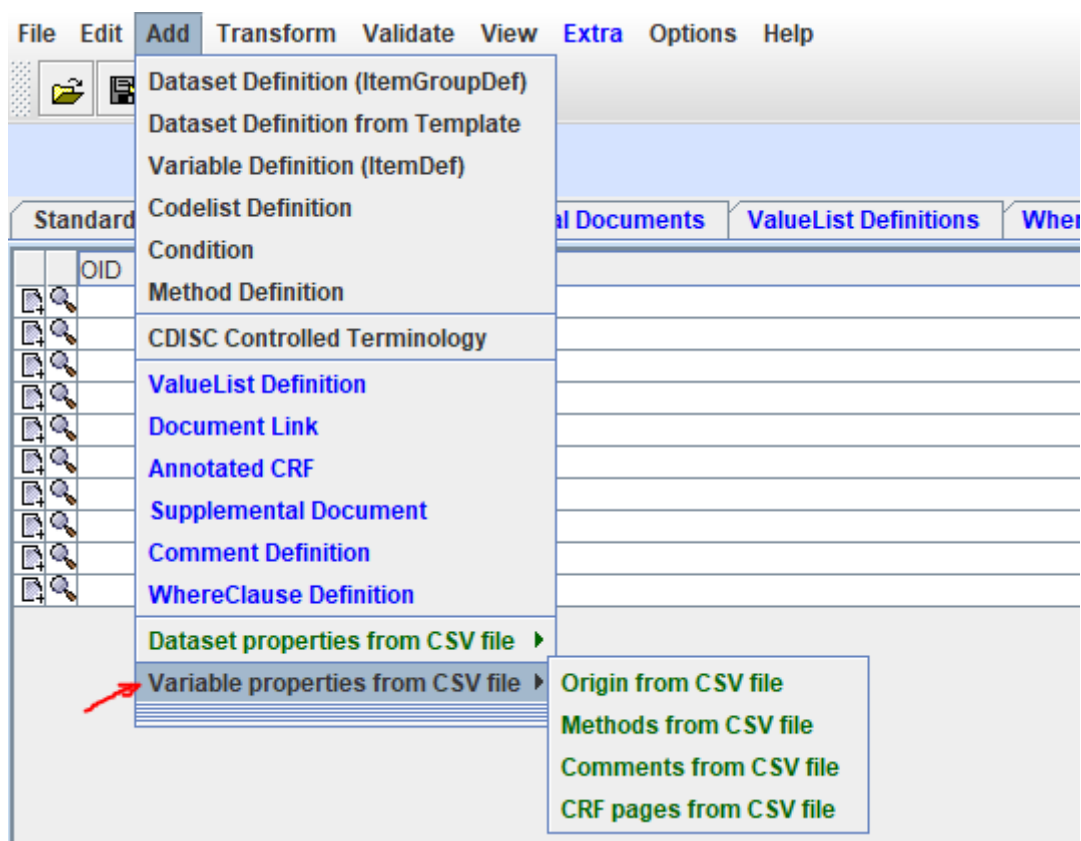 File Edit Add Transform Validate View Extra Options Help
Dataset Definition (ItemGroupDef)
Dataset Definition from Template
Variable Definition (ItemDef)
Codelist Definition
Condition
Method Definition
CDISC Controlled Terminology
ValueList Definition
Document Link
Annotated CRF
Supplemental Document
Comment Definition
WhereClause Definition
Dataset properties from CSV file
Variable properties from CSV file
Origin from CSV file
Methods from CSV file
Comments from CSV file
CRF pages from CSV file
Standard al Documents ValueList Definitions Wher
OID